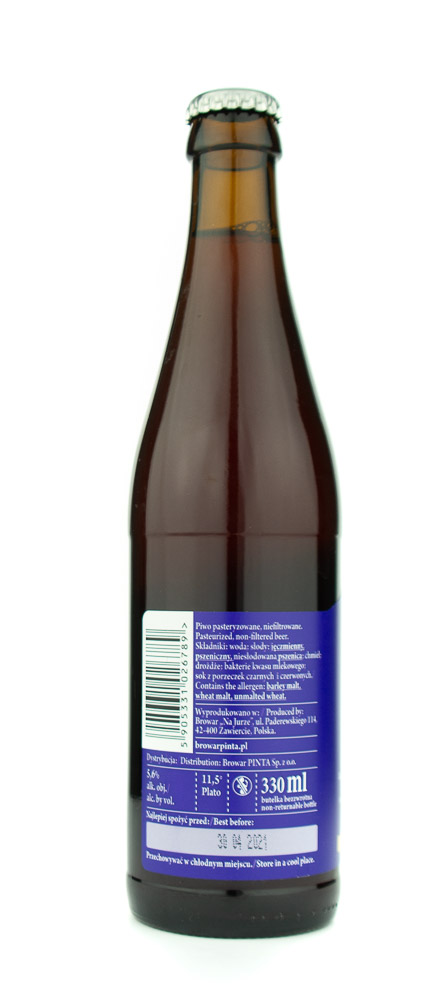 Piwo pasteryzowane, niefiltrowane.
Pasteurized, non-filtered beer.
Składniki: woda: słody: jęczmienny,
pszeniczny, niesłodowana pszenica: chmiel:
drożdże: bakterie kwasu mlekowego:
sok z porzeczek czarnych i czerwonych.
Contains the allergen: barley malt,
wheat malt, unmalted wheat.
Wyprodukowano w: Produced by:
Browar „Na Jurze", ul. Paderewskiego 114,
42-400 Zawiercie, Polska.
browarpinta.pl
5 905331 026789 >
Dystrybucja: Distribution: Browar PINTA Sp. z o.o.
5.6%
alk. obj./
alc. by vol.
11,5°
Plato
330 ml
butelka bezzwrotna
non-returnable bottle
Najlepiej spożyć przed: / Best before:
30 04 2021
Przechowywać w chłodnym miejscu. / Store in a cool place.